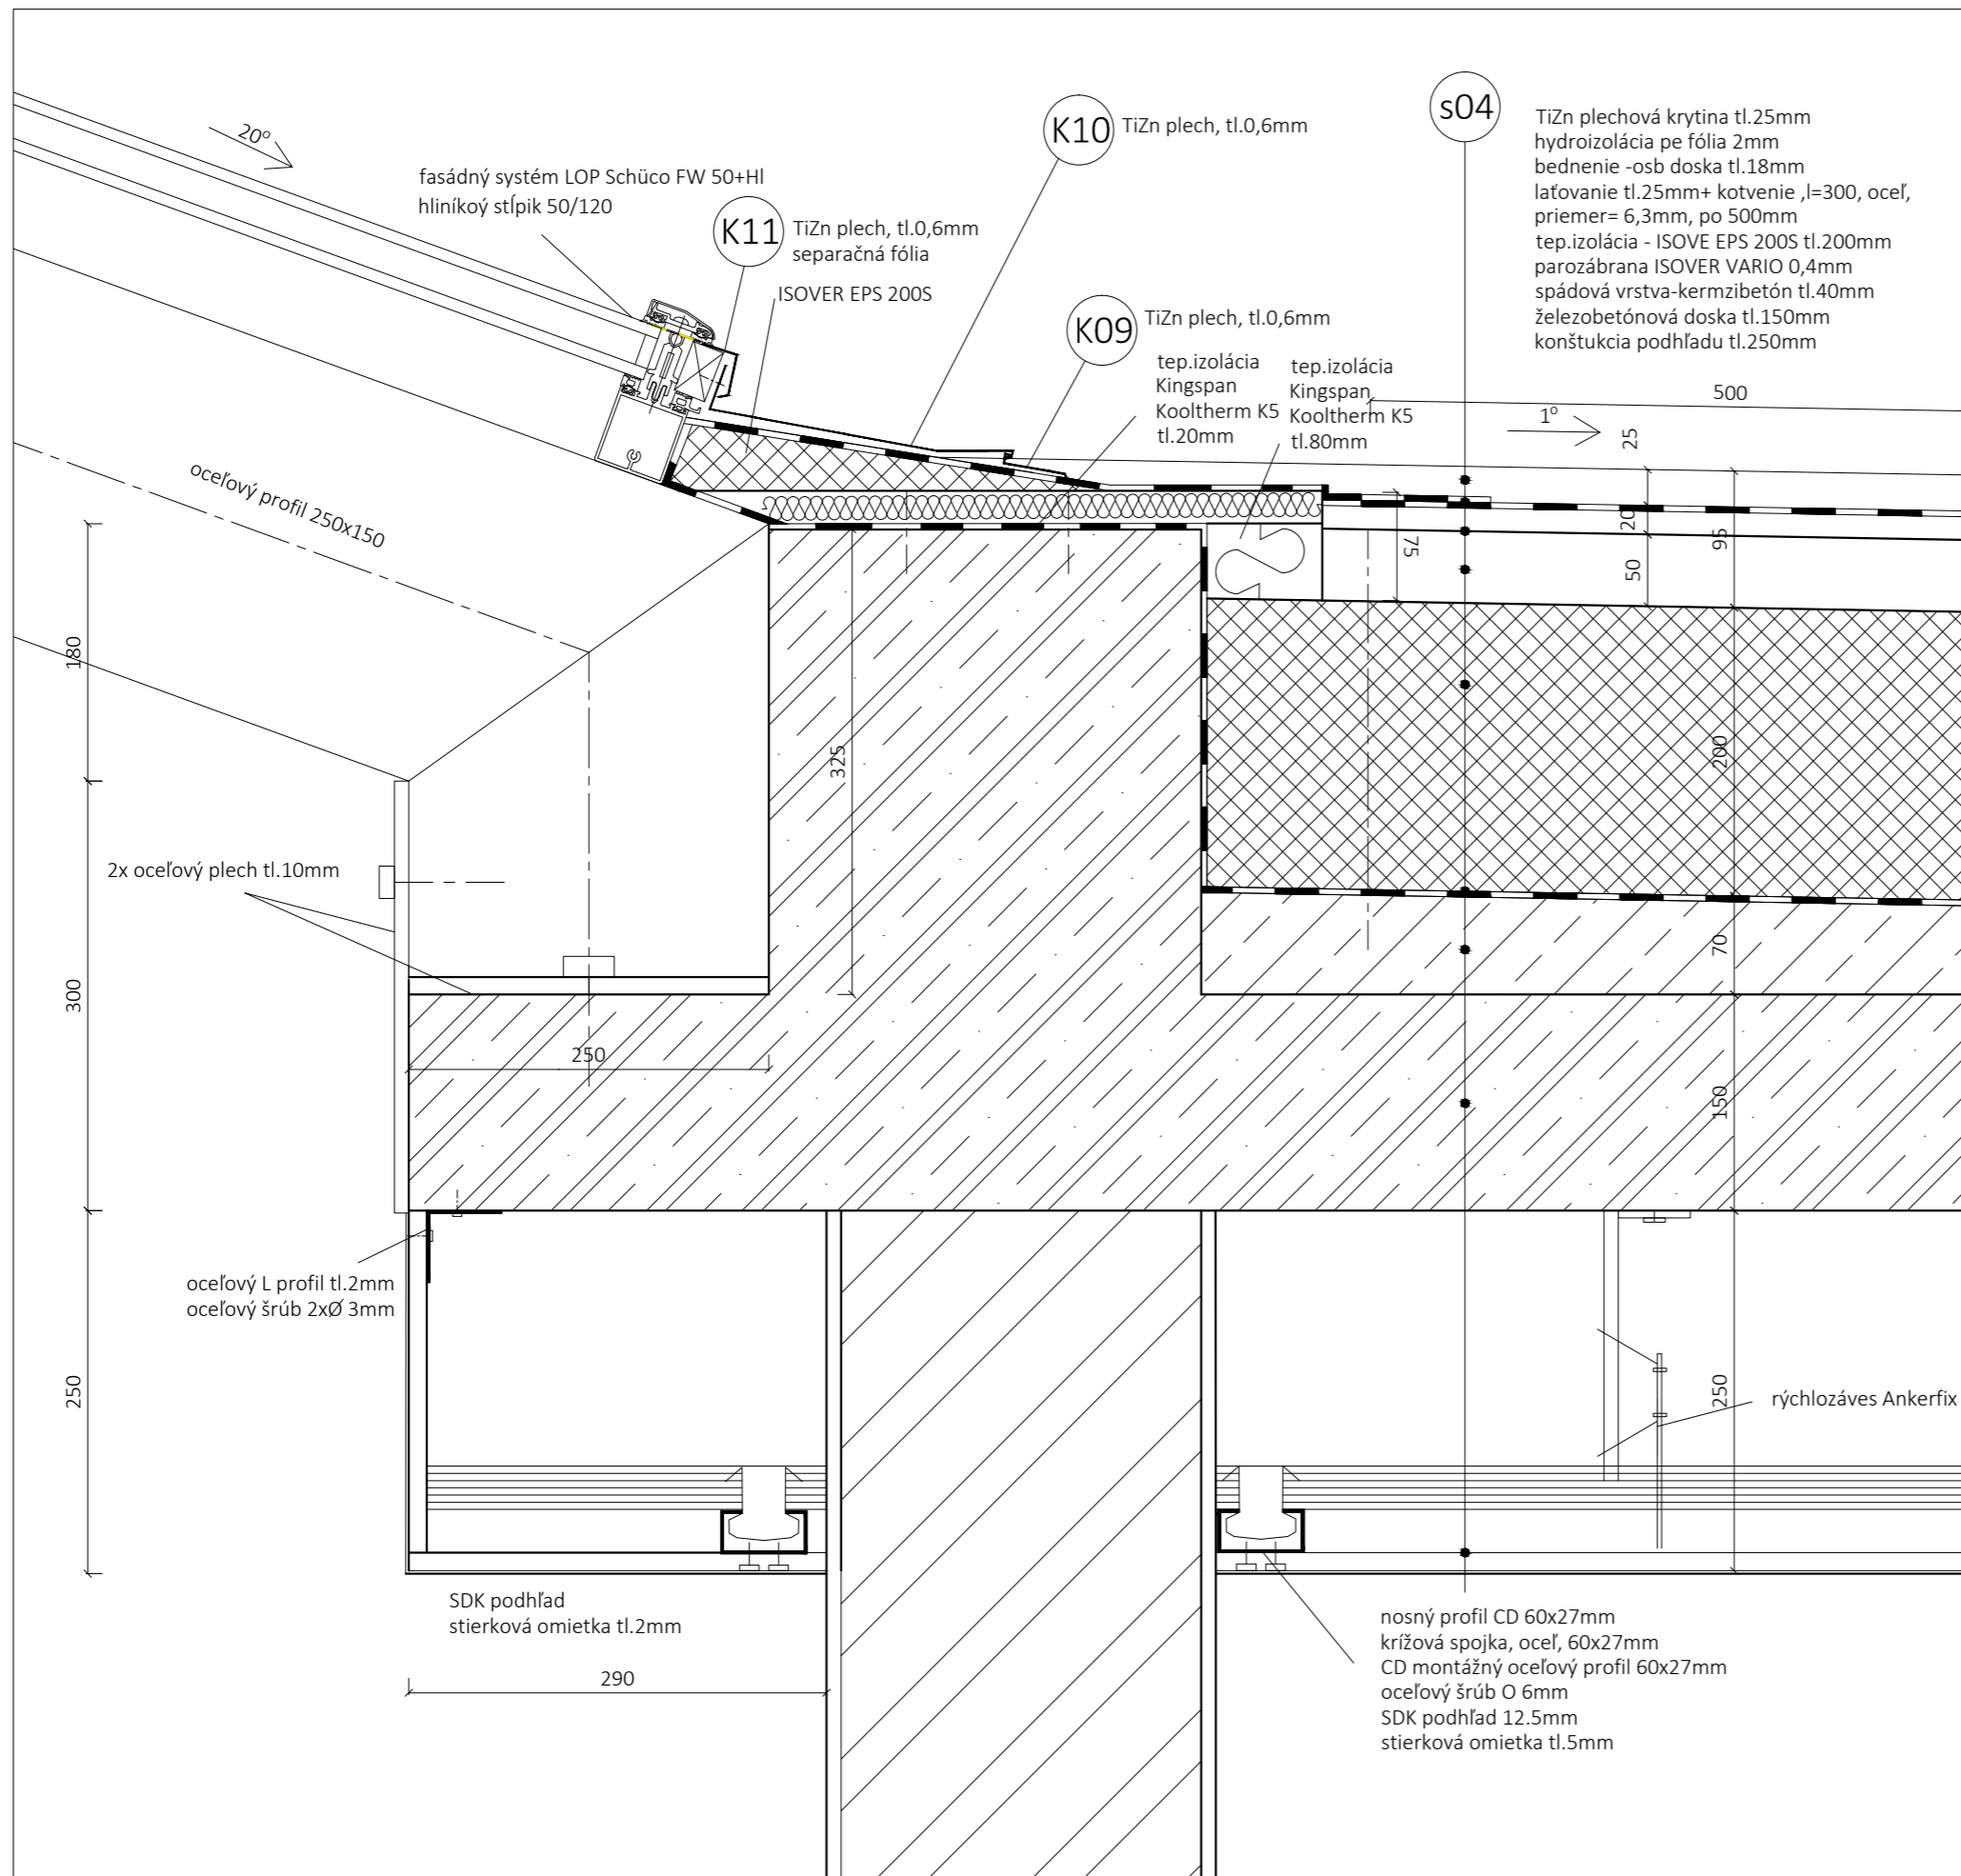 20°
fasádný systém LOP Schüco FW 50+HI
hliníkoý stĺpik 50/120
K11
TiZn plech, tl.0,6mm
separačná fólia
ISOVER EPS 200S
K10
TiZn plech, tl.0,6mm
K09
TiZn plech, tl.0,6mm
tep.izolácia
Kingspan
Kooltherm K5
tl.20mm
tep.izolácia
Kingspan
Kooltherm K5
tl.80mm
s04
TiZn plechová krytina tl.25mm
hydroizolácia pe fólia 2mm
bednenie -osb doska tl.18mm
laťovanie tl.25mm+ kotvenie ,l=300, oceľ,
priemer= 6,3mm, po 500mm
tep.izolácia - ISOVE EPS 200S tl.200mm
parozábrana ISOVER VARIO 0,4mm
spádová vrstva-kermzibetón tl.40mm
železobetónová doska tl.150mm
konštukcia podhľadu tl.250mm
500
1°
25
20
50
75
95
200
70
150
250
oceľový profil 250x150
180
300
250
325
250
2x oceľový plech tl.10mm
oceľový L profil tl.2mm
oceľový šrúb 2xØ 3mm
rýchlozáves Ankerfix
SDK podhľad
stierková omietka tl.2mm
290
nosný profil CD 60x27mm
krížová spojka, oceľ, 60x27mm
CD montážný oceľový profil 60x27mm
oceľový šrúb O 6mm
SDK podhľad 12.5mm
stierková omietka tl.5mm